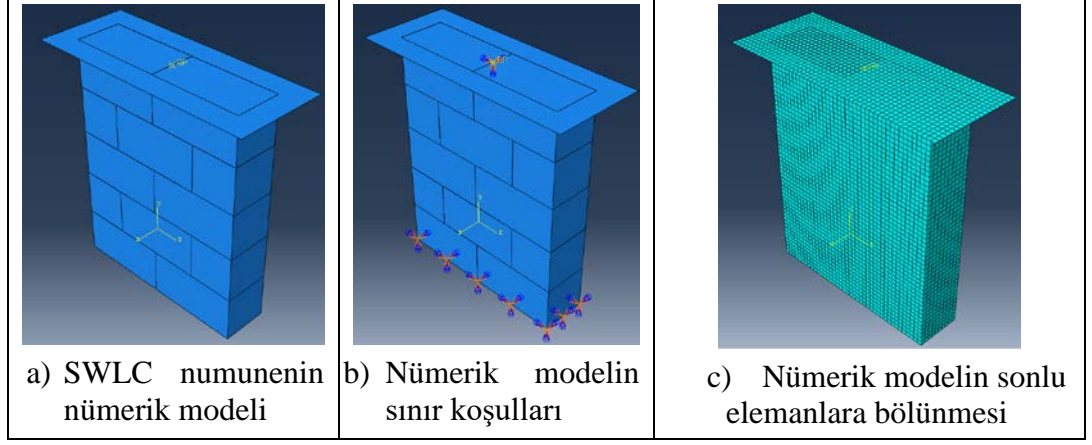 a) SWLC numunenin
nümerik modeli
b) Nümerik modelin
sınır koşulları
c) Nümerik modelin sonlu
elemanlara bölünmesi